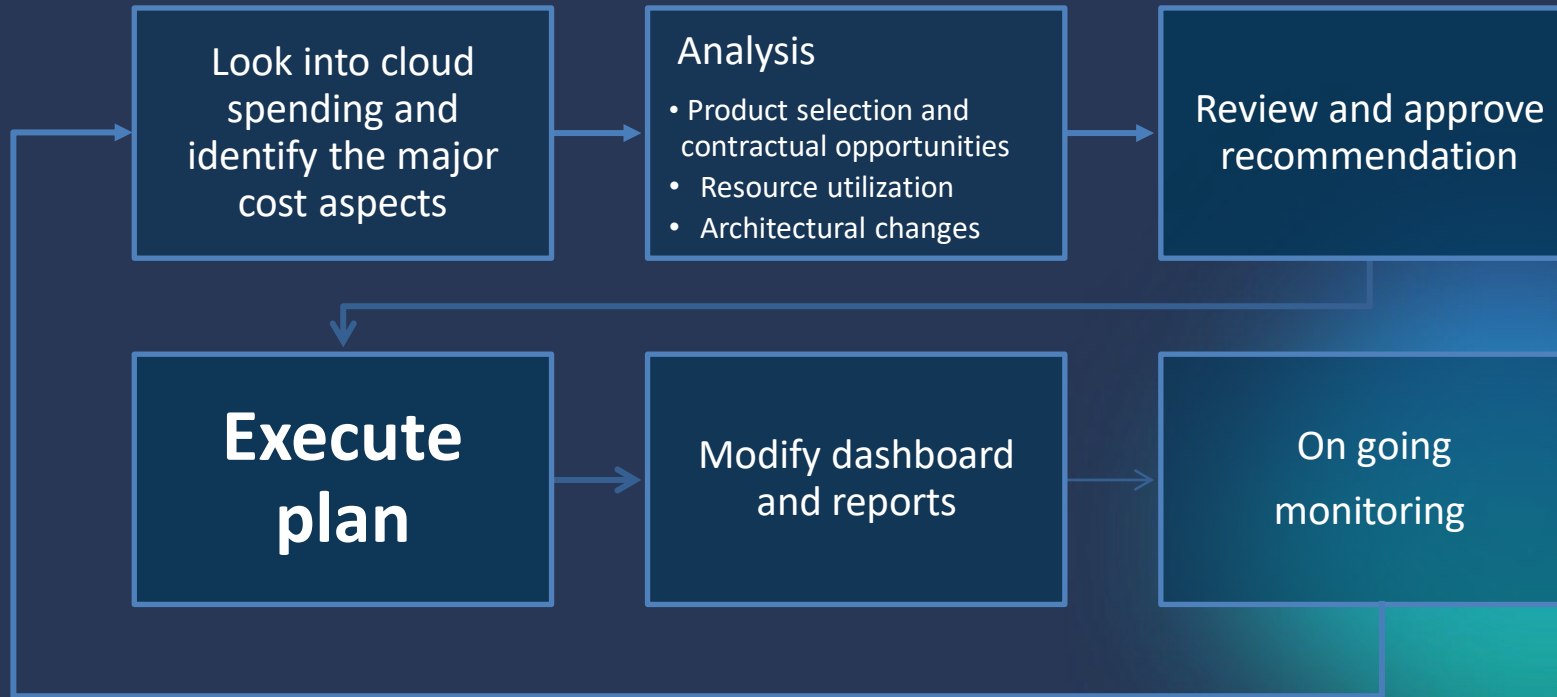 Look into cloud
spending and
identify the major
cost aspects
Analysis
• Product selection and
contractual opportunities
• Resource utilization
• Architectural changes
Review and approve
recommendation
Execute
plan
Modify dashboard
and reports
On going
monitoring